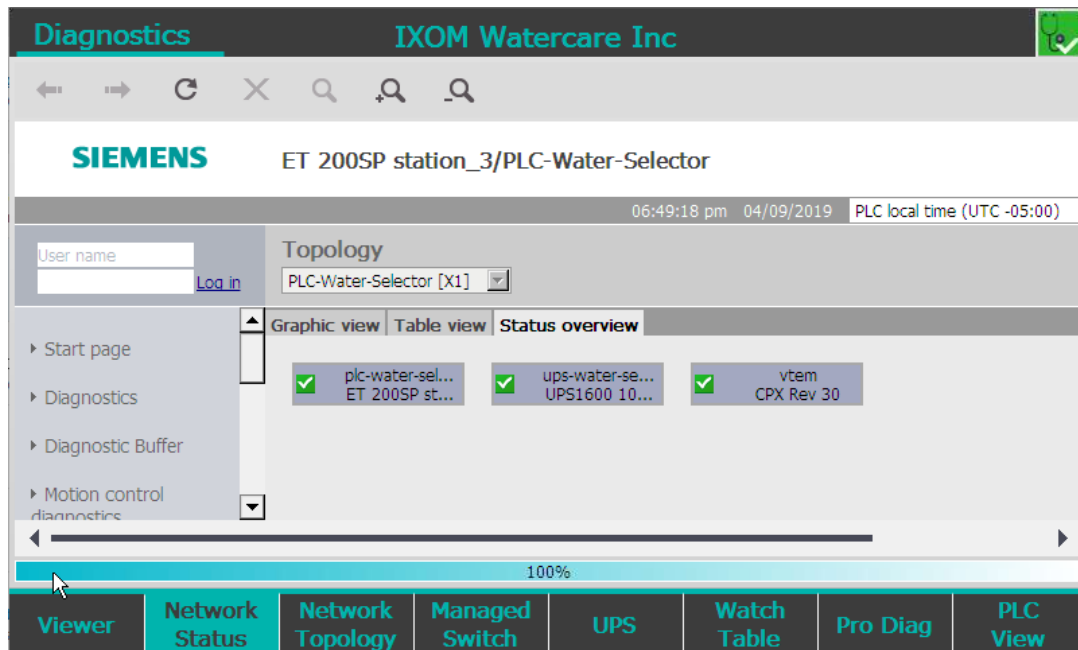 Diagnostics
IXOM Watercare Inc
SIEMENS
ET 200SP station_3/PLC-Water-Selector
06:49:18 pm 04/09/2019 PLC local time (UTC -05:00)
User name
Log in
Topology
PLC-Water-Selector [X1]
Graphic view Table view Status overview
Start page
Diagnostics
Diagnostic Buffer
Motion control
diagnostics
plc-water-sel...
ET 200SP st...
ups-water-se...
UPS1600 10...
vtem
CPX Rev 30
100%
Viewer
Network
Status
Network
Topology
Managed
Switch
UPS
Watch
Table
Pro Diag
PLC
View